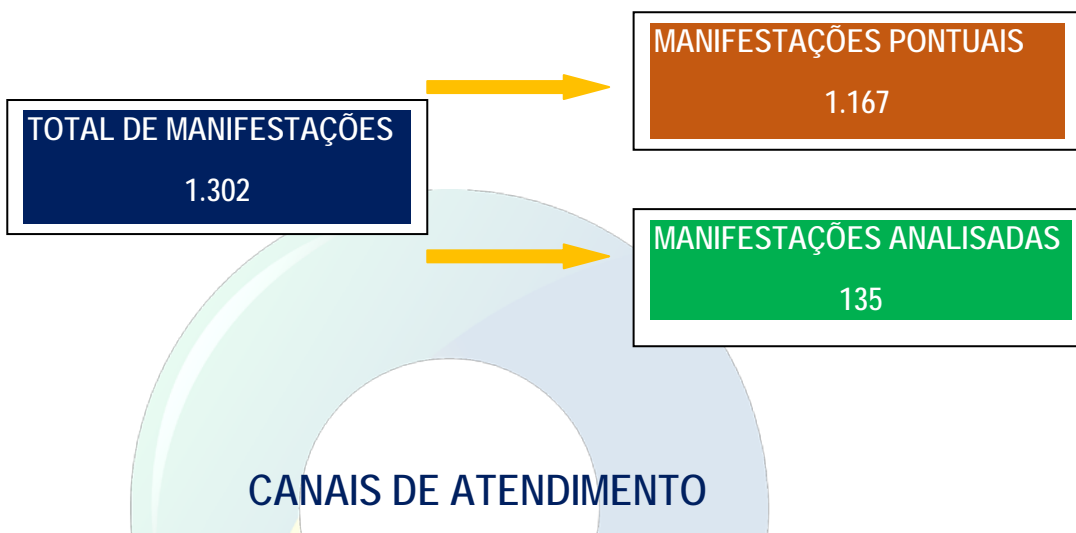 MANIFESTAÇÕES PONTUAIS
1.167
TOTAL DE MANIFESTAÇÕES
1.302
MANIFESTAÇÕES ANALISADAS
135
CANAIS DE ATENDIMENTO